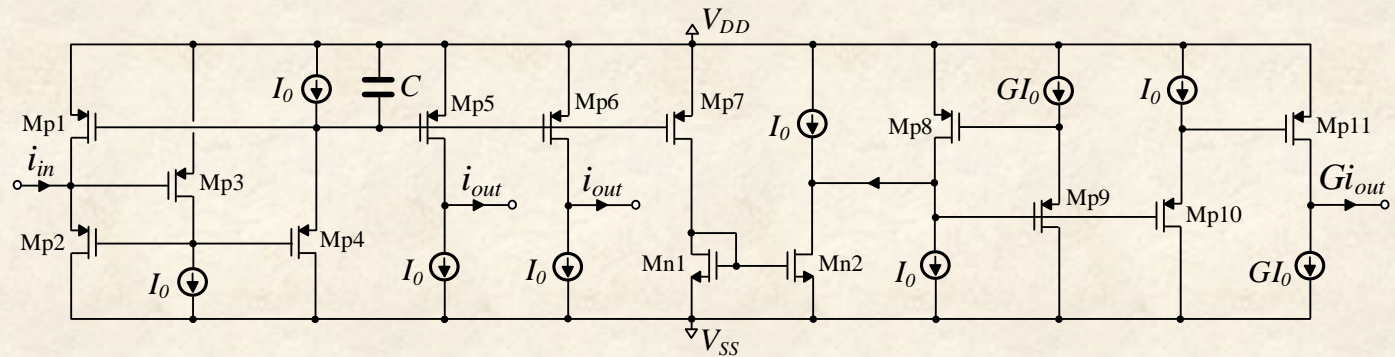 V_DD
I_0 C GI_0 I_0
Mp1 Mp5 Mp6 Mp7 I_0 Mp8 Mp11
i_in Mp3 i_out i_out Mp9 Mp10 Gi_out
Mp2 Mp4
I_0 I_0 I_0 Mn1 Mn2 I_0 GI_0
V_SS